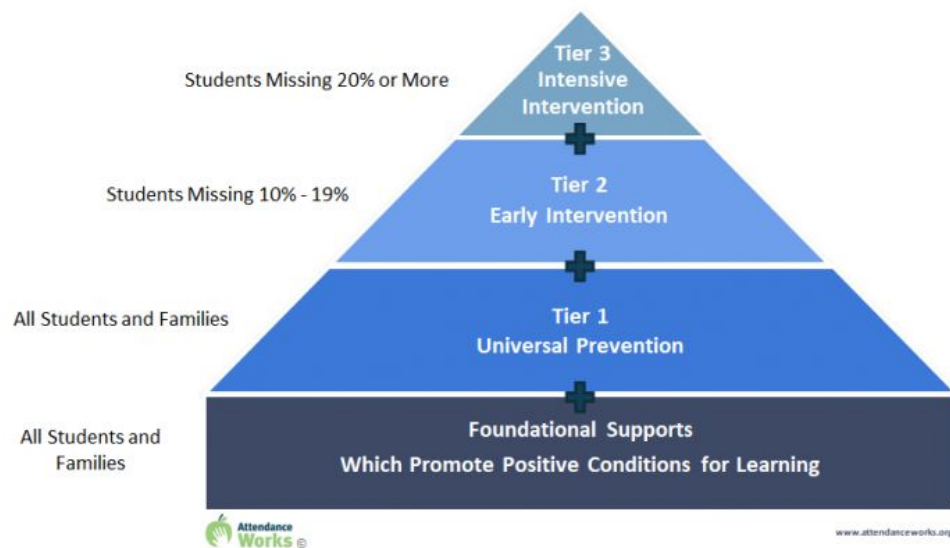 Students Missing 20% or More
Tier 3
Intensive
Intervention
Students Missing 10% - 19%
Tier 2
Early Intervention
All Students and Families
Tier 1
Universal Prevention
All Students and
Families
Foundational Supports
Which Promote Positive Conditions for Learning
Attendance
Works ©
www.attendanceworks.org